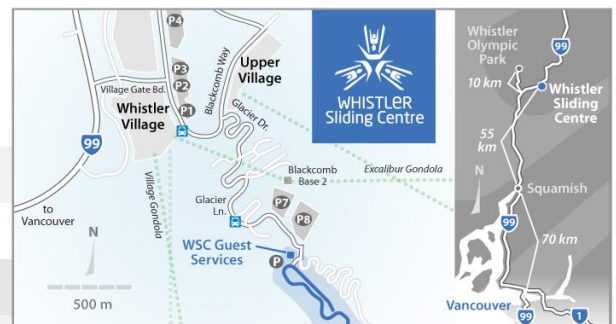 P4
P3
P2
P1
Village Gate Bd.
Blackcomb Way
Upper
Village
Whistler
Village
Glacier Dr.
99
to
Vancouver
N
500 m
Village Gondola
Glacier
Ln.
Blackcomb
Base 2
Excalibur Gondola
P7
P8
WSC Guest
Services
P
WHISTLER
Sliding Centre
Whistler
Olympic
Park
99
10 km
Whistler
Sliding
Centre
55
km
N
Squamish
99
70 km
Vancouver
99
1